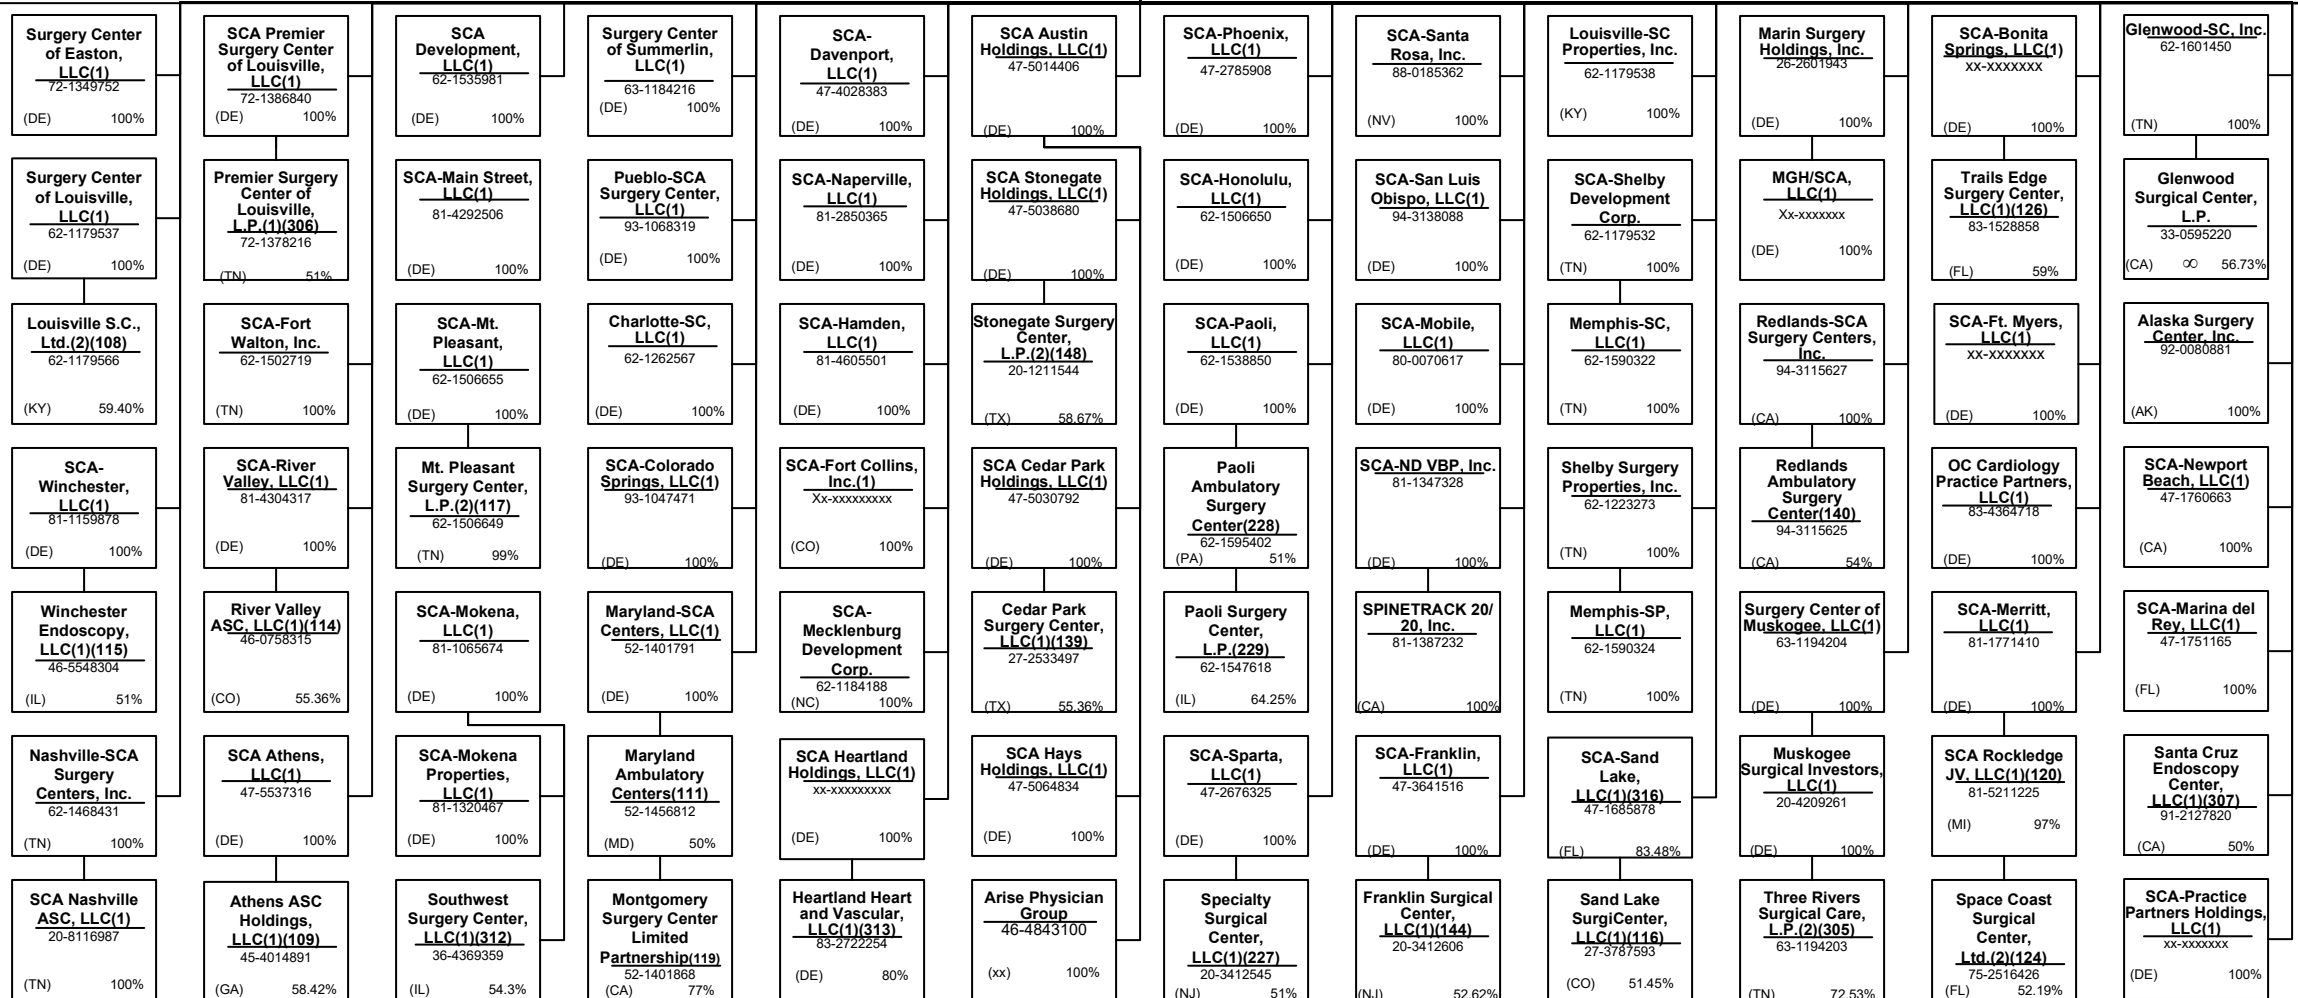 Surgery Center
of Easton,
LLC(1)
72-1349752
(DE) 100%
SCA Premier
Surgery Center
of Louisville,
LLC(1)
72-1386840
(DE) 100%
SCA
Development,
LLC(1)
62-1535981
(DE) 100%
Surgery Center
of Summerlin,
LLC(1)
63-1184216
(DE) 100%
SCA-
Davenport,
LLC(1)
47-4028383
(DE) 100%
SCA Austin
Holdings, LLC(1)
47-5014406
(DE) 100%
SCA-Phoenix,
LLC(1)
47-2785908
(DE) 100%
SCA-Santa
Rosa, Inc.
88-0185362
(NV) 100%
Louisville-SC
Properties, Inc.
62-1179538
(KY) 100%
Marin Surgery
Holdings, Inc.
26-2601943
(DE) 100%
SCA-Bonita
Springs, LLC(1)
xx-xxxxxxx
(DE) 100%
Glenwood-SC, Inc.
62-1601450
(TN) 100%
Surgery Center
of Louisville,
LLC(1)
62-1179537
(DE) 100%
Premier Surgery
Center of
Louisville,
L.P.(1)(306)
72-1378216
(TN) 51%
SCA-Main Street,
LLC(1)
81-4292506
(DE) 100%
Pueblo-SCA
Surgery Center,
LLC(1)
93-1068319
(DE) 100%
SCA-Naperville,
LLC(1)
81-2850365
(DE) 100%
SCA Stonegate
Holdings, LLC(1)
47-5038680
(DE) 100%
SCA-Honolulu,
LLC(1)
62-1506650
(DE) 100%
SCA-San Luis
Obispo, LLC(1)
94-3138088
(DE) 100%
SCA-Shelby
Development
Corp.
62-1179532
(TN) 100%
MGH/SCA,
LLC(1)
Xx-xxxxxxx
(DE) 100%
Trails Edge
Surgery Center,
LLC(1)(126)
83-1528858
(FL) 59%
Glenwood
Surgical Center,
L.P.
33-0595220
(CA) ∞ 56.73%
Louisville S.C.,
Ltd.(2)(108)
62-1179566
(KY) 59.40%
SCA-Fort
Walton, Inc.
62-1502719
(TN) 100%
SCA-Mt.
Pleasant,
LLC(1)
62-1506655
(DE) 100%
Charlotte-SC,
LLC(1)
62-1262567
(DE) 100%
SCA-Hamden,
LLC(1)
81-4605501
(DE) 100%
Stonegate Surgery
Center,
L.P.(2)(148)
20-1211544
(TX) 58.67%
SCA-Paoli,
LLC(1)
62-1538850
(DE) 100%
SCA-Mobile,
LLC(1)
80-0070617
(DE) 100%
Memphis-SC,
LLC(1)
62-1590322
(TN) 100%
Redlands-SCA
Surgery Centers,
Inc.
94-3115627
(CA) 100%
SCA-Ft. Myers,
LLC(1)
xx-xxxxxxx
(DE) 100%
Alaska Surgery
Center, Inc.
92-0080881
(AK) 100%
SCA-
Winchester,
LLC(1)
81-1159878
(DE) 100%
SCA-River
Valley, LLC(1)
81-4304317
(DE) 100%
Mt. Pleasant
Surgery Center,
L.P.(2)(117)
62-1506649
(TN) 99%
SCA-Colorado
Springs, LLC(1)
93-1047471
(DE) 100%
SCA-Fort Collins,
Inc.(1)
Xx-xxxxxxxxx
(CO) 100%
SCA Cedar Park
Holdings, LLC(1)
47-5030792
(DE) 100%
Paoli
Ambulatory
Surgery
Center(228)
62-1595402
(PA) 51%
SCA-ND VBP, Inc.
81-1347328
(DE) 100%
Shelby Surgery
Properties, Inc.
62-1223273
(TN) 100%
Redlands
Ambulatory
Surgery
Center(140)
94-3115625
(CA) 54%
OC Cardiology
Practice Partners,
LLC(1)
83-4364718
(DE) 100%
SCA-Newport
Beach, LLC(1)
47-1760663
(CA) 100%
Winchester
Endoscopy,
LLC(1)(115)
46-5548304
(IL) 51%
River Valley
ASC, LLC(1)(114)
46-0758315
(CO) 55.36%
SCA-Mokena,
LLC(1)
81-1065674
(DE) 100%
Maryland-SCA
Centers, LLC(1)
52-1401791
(DE) 100%
SCA-
Mecklenburg
Development
Corp.
62-1184188
(NC) 100%
Cedar Park
Surgery Center,
LLC(1)(139)
27-2533497
(TX) 55.36%
Paoli Surgery
Center,
L.P.(229)
62-1547618
(IL) 64.25%
SPINETRACK 20/
20, Inc.
81-1387232
(CA) 100%
Memphis-SP,
LLC(1)
62-1590324
(TN) 100%
Surgery Center of
Muskogee, LLC(1)
63-1194204
(DE) 100%
SCA-Merritt,
LLC(1)
81-1771410
(DE) 100%
SCA-Marina del
Rey, LLC(1)
47-1751165
(FL) 100%
Nashville-SCA
Surgery
Centers, Inc.
62-1468431
(TN) 100%
SCA Athens,
LLC(1)
47-5537316
(DE) 100%
SCA-Mokena
Properties,
LLC(1)
81-1320467
(DE) 100%
Maryland
Ambulatory
Centers(111)
52-1456812
(MD) 50%
SCA Heartland
Holdings, LLC(1)
xx-xxxxxxxxx
(DE) 100%
SCA Hays
Holdings, LLC(1)
47-5064834
(DE) 100%
SCA-Sparta,
LLC(1)
47-2676325
(DE) 100%
SCA-Franklin,
LLC(1)
47-3641516
(DE) 100%
SCA-Sand
Lake,
LLC(1)(316)
47-1685878
(FL) 83.48%
Muskogee
Surgical Investors,
LLC(1)
20-4209261
(DE) 100%
SCA Rockledge
JV, LLC(1)(120)
81-5211225
(MI) 97%
Santa Cruz
Endoscopy
Center,
LLC(1)(307)
91-2127820
(CA) 50%
SCA Nashville
ASC, LLC(1)
20-8116987
(TN) 100%
Athens ASC
Holdings,
LLC(1)(109)
45-4014891
(GA) 58.42%
Southwest
Surgery Center,
LLC(1)(312)
36-4369359
(IL) 54.3%
Montgomery
Surgery Center
Limited
Partnership(119)
52-1401868
(CA) 77%
Heartland Heart
and Vascular,
LLC(1)(313)
83-2722254
(DE) 80%
Arise Physician
Group
46-4843100
(xx) 100%
Specialty
Surgical
Center,
LLC(1)(227)
20-3412545
(NJ) 51%
Franklin Surgical
Center,
LLC(1)(144)
20-3412606
(NJ) 52.62%
Sand Lake
SurgiCenter,
LLC(1)(116)
27-3787593
(CO) 51.45%
Three Rivers
Surgical Care,
L.P.(2)(305)
63-1194203
(TN) 72.53%
Space Coast
Surgical
Center,
Ltd.(2)(124)
75-2516426
(FL) 52.19%
SCA-Practice
Partners Holdings,
LLC(1)
xx-xxxxxxx
(DE) 100%